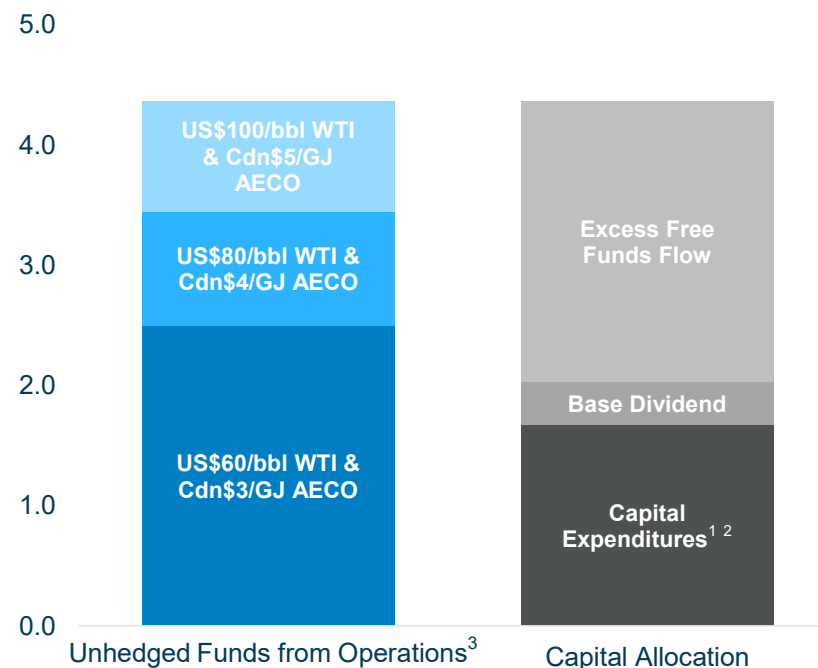 5.0
4.0
3.0
2.0
1.0
0.0
US$100/bbl WTI
& Cdn$5/GJ
AECO
US$80/bbl WTI &
Cdn$4/GJ AECO
US$60/bbl WTI &
Cdn$3/GJ AECO
Excess Free
Funds Flow
Base Dividend
Capital
Expenditures¹ ²
Unhedged Funds from Operations³
Capital Allocation